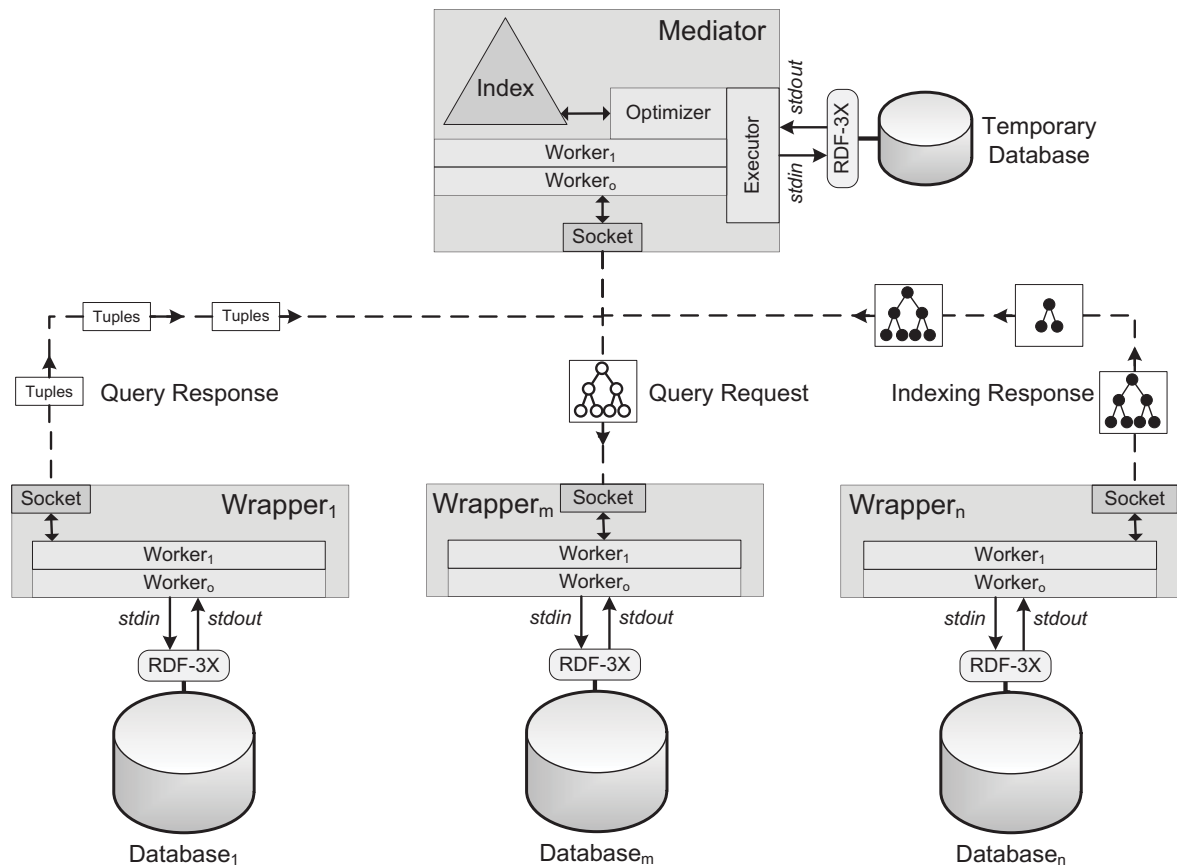 Mediator
Index
Optimizer
Executor
Worker₁
Workerₒ
Socket
stdout
stdin
RDF-3X
Temporary
Database
Tuples
Tuples
Tuples
Query Response
Query Request
Indexing Response
Socket
Wrapper₁
Worker₁
Workerₒ
stdin
stdout
RDF-3X
Database₁
Wrapperₘ
Socket
Worker₁
Workerₒ
stdin
stdout
RDF-3X
Databaseₘ
Wrapperₙ
Socket
Worker₁
Workerₒ
stdin
stdout
RDF-3X
Databaseₙ